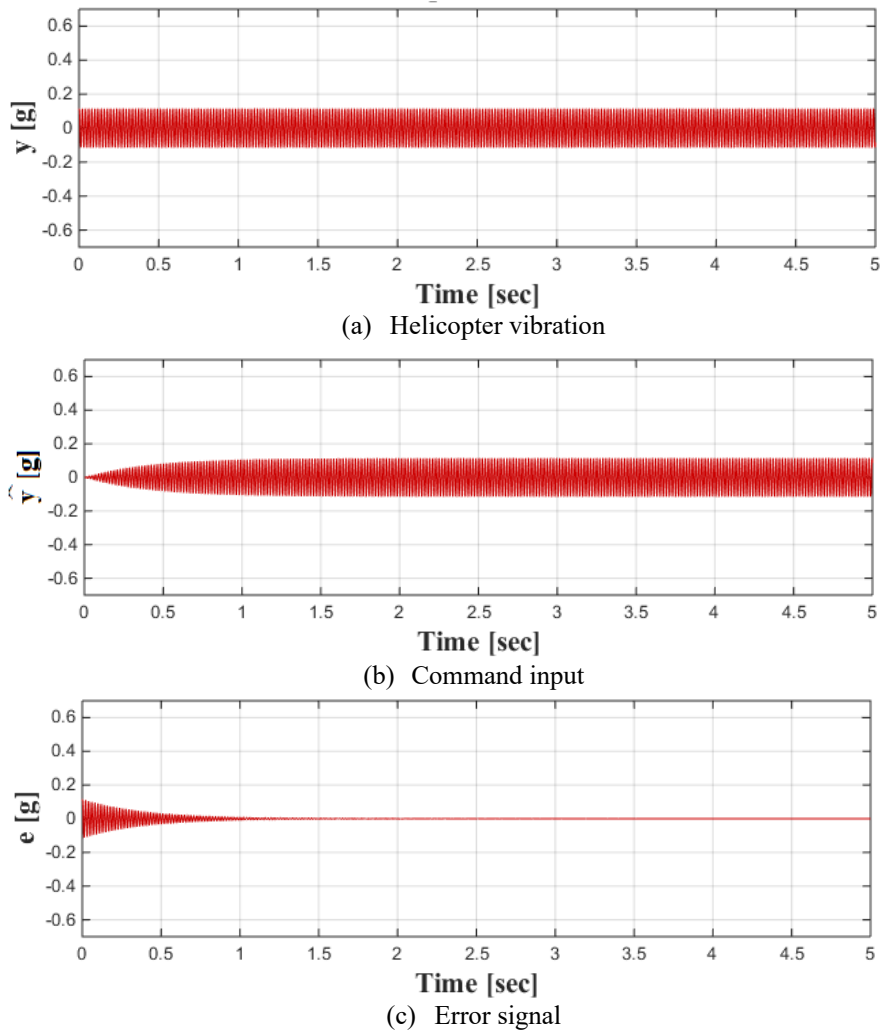 0.6
0.4
0.2
0
-0.2
-0.4
-0.6
y [g]
0 0.5 1 1.5 2 2.5 3 3.5 4 4.5 5
Time [sec]
(a) Helicopter vibration
0.6
0.4
0.2
0
-0.2
-0.4
-0.6
ŷ [g]
0 0.5 1 1.5 2 2.5 3 3.5 4 4.5 5
Time [sec]
(b) Command input
0.6
0.4
0.2
0
-0.2
-0.4
-0.6
e [g]
0 0.5 1 1.5 2 2.5 3 3.5 4 4.5 5
Time [sec]
(c) Error signal